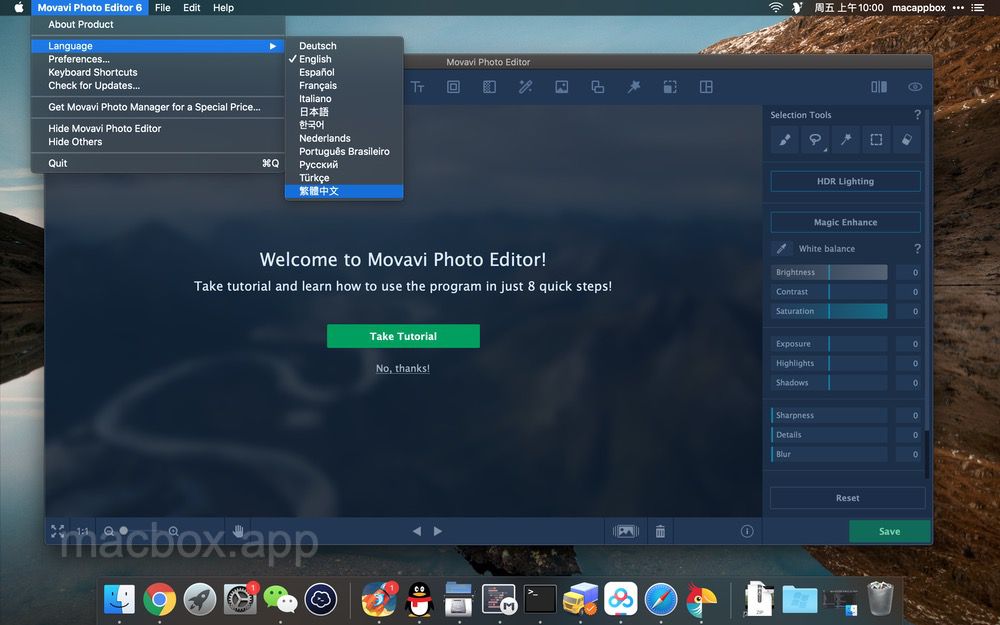 Movavi Photo Editor 6 File Edit Help 周五 上午10:00 macappbox
About Product
Language
Preferences...
Keyboard Shortcuts
Check for Updates...
Get Movavi Photo Manager for a Special Price...
Hide Movavi Photo Editor
Hide Others
Quit ⌘Q
Deutsch
✓ English
Español
Français
Italiano
日本語
한국어
Nederlands
Português Brasileiro
Русский
Türkçe
繁體中文
Movavi Photo Editor
Welcome to Movavi Photo Editor!
Take tutorial and learn how to use the program in just 8 quick steps!
Take Tutorial
No, thanks!
Selection Tools ?
HDR Lighting
Magic Enhance
White balance ?
Brightness 0
Contrast 0
Saturation 0
Exposure 0
Highlights 0
Shadows 0
Sharpness 0
Details 0
Blur 0
Reset
Save
1:1
macbox.app
1
1
ZIP